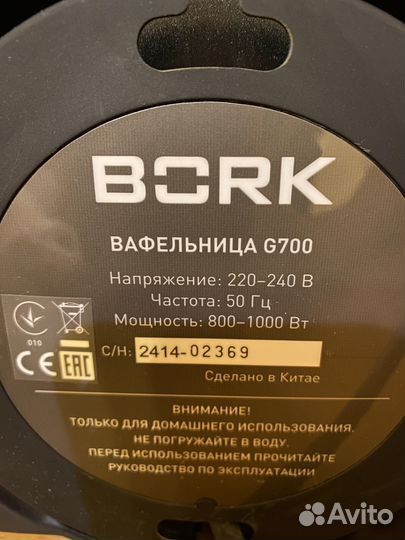 BORK
ВАФЕЛЬНИЦА G700
Напряжение: 220–240 В
Частота: 50 Гц
Мощность: 800–1000 Вт
010
CE EAC
С/Н: 2414-02369
Сделано в Китае
ВНИМАНИЕ!
ТОЛЬКО ДЛЯ ДОМАШНЕГО ИСПОЛЬЗОВАНИЯ.
НЕ ПОГРУЖАЙТЕ В ВОДУ.
ПЕРЕД ИСПОЛЬЗОВАНИЕМ ПРОЧИТАЙТЕ
РУКОВОДСТВО ПО ЭКСПЛУАТАЦИИ
Avito